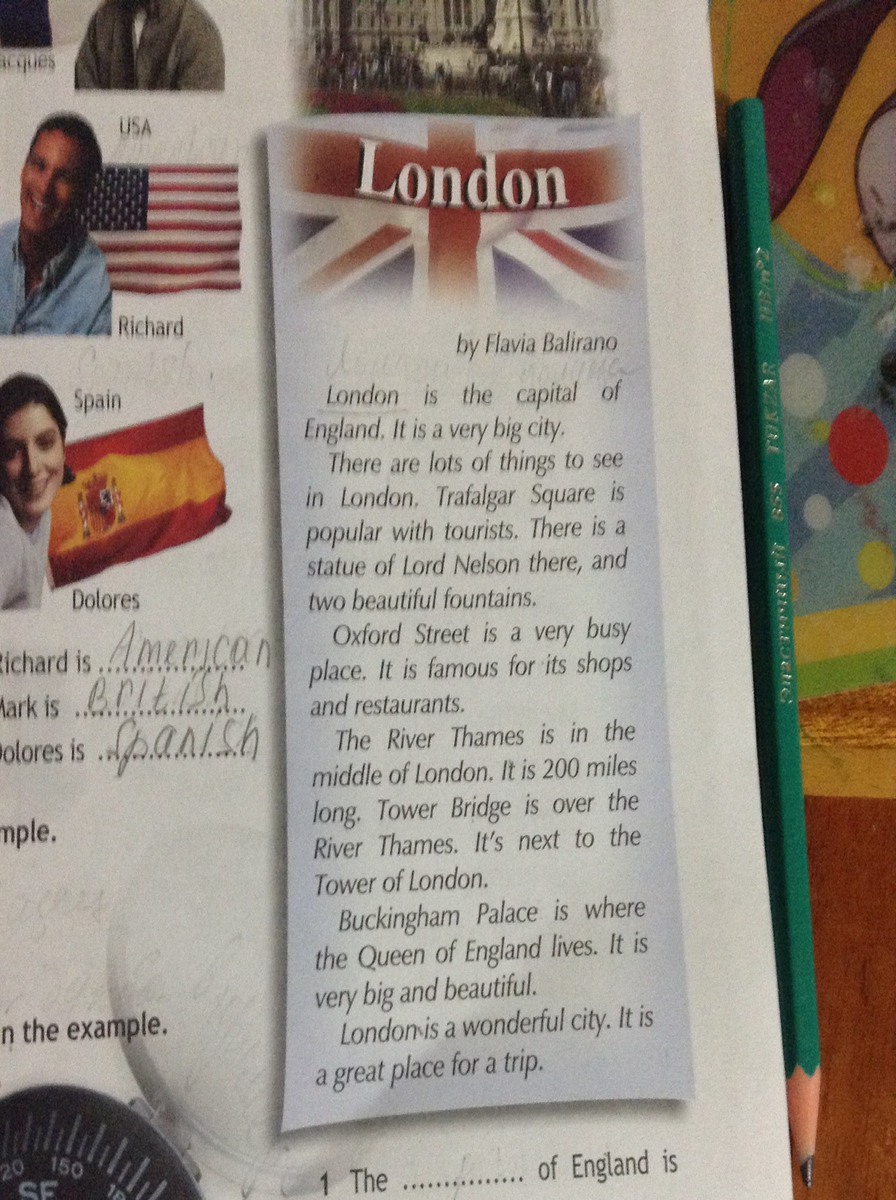 acques
USA
Richard
Spain
Dolores
Richard is American
Mark is British
Dolores is Spanish
mple.
n the example.
20 150
SE
London
by Flavia Balirano
London is the capital of
England. It is a very big city.
There are lots of things to see
in London. Trafalgar Square is
popular with tourists. There is a
statue of Lord Nelson there, and
two beautiful fountains.
Oxford Street is a very busy
place. It is famous for its shops
and restaurants.
The River Thames is in the
middle of London. It is 200 miles
long. Tower Bridge is over the
River Thames. It's next to the
Tower of London.
Buckingham Palace is where
the Queen of England lives. It is
very big and beautiful.
London is a wonderful city. It is
a great place for a trip.
1 The ............... of England is